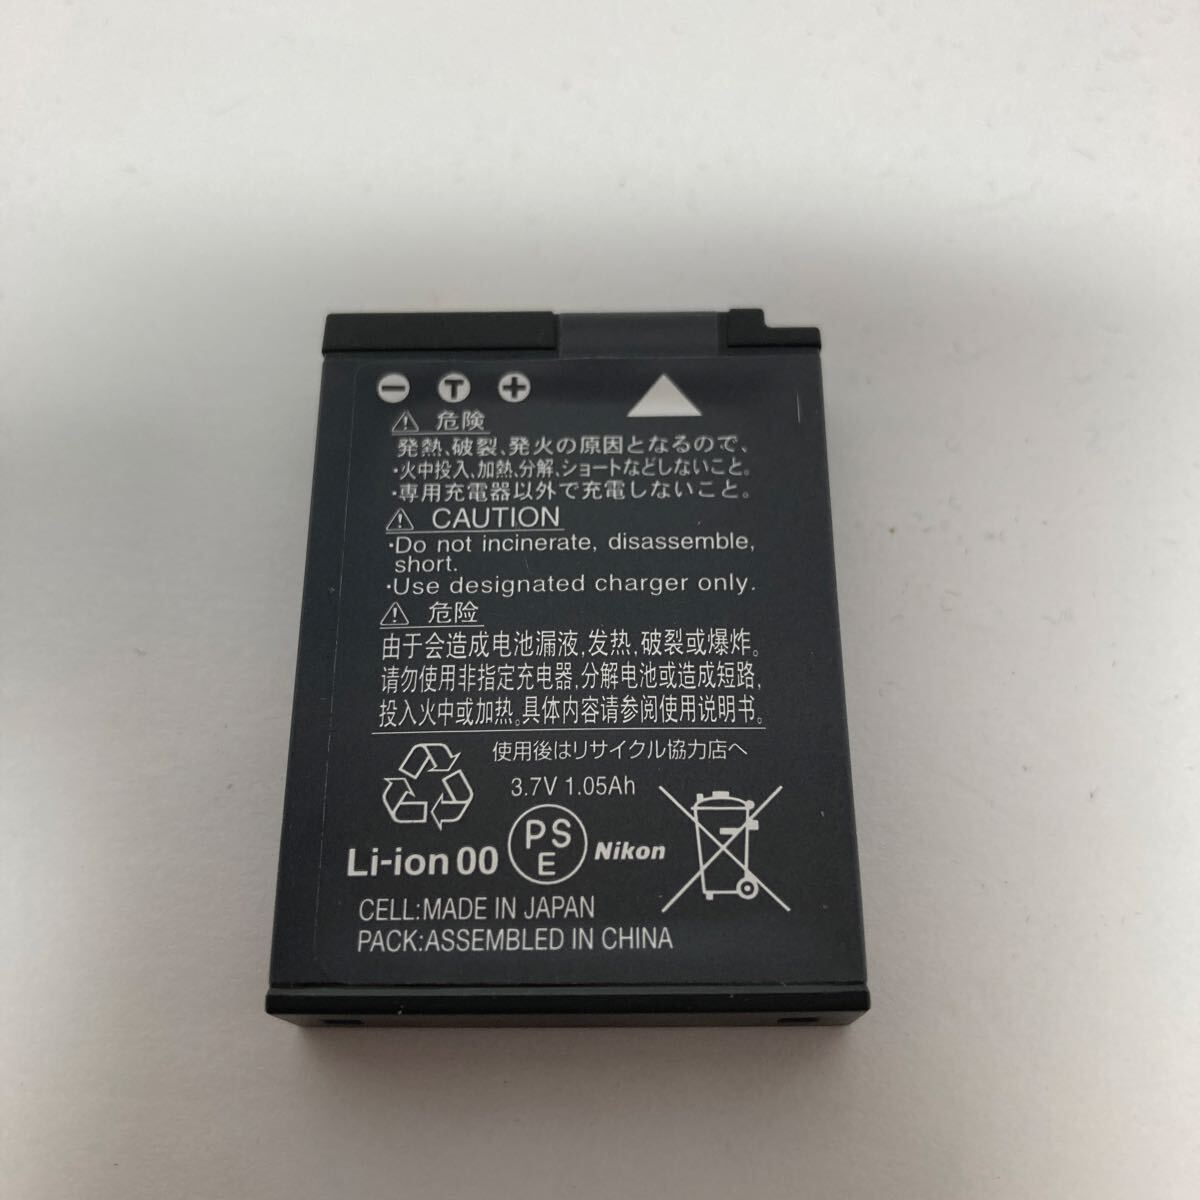 − T +
危険
発熱、破裂、発火の原因となるので、
・火中投入、加熱、分解、ショートなどしないこと。
・専用充電器以外で充電しないこと。
CAUTION
・Do not incinerate, disassemble,
short.
・Use designated charger only.
危险
由于会造成电池漏液,发热,破裂或爆炸。
请勿使用非指定充电器,分解电池或造成短路,
投入火中或加热。具体内容请参阅使用说明书。
使用後はリサイクル協力店へ
3.7V 1.05Ah
Li-ion 00 PSE Nikon
CELL:MADE IN JAPAN
PACK:ASSEMBLED IN CHINA